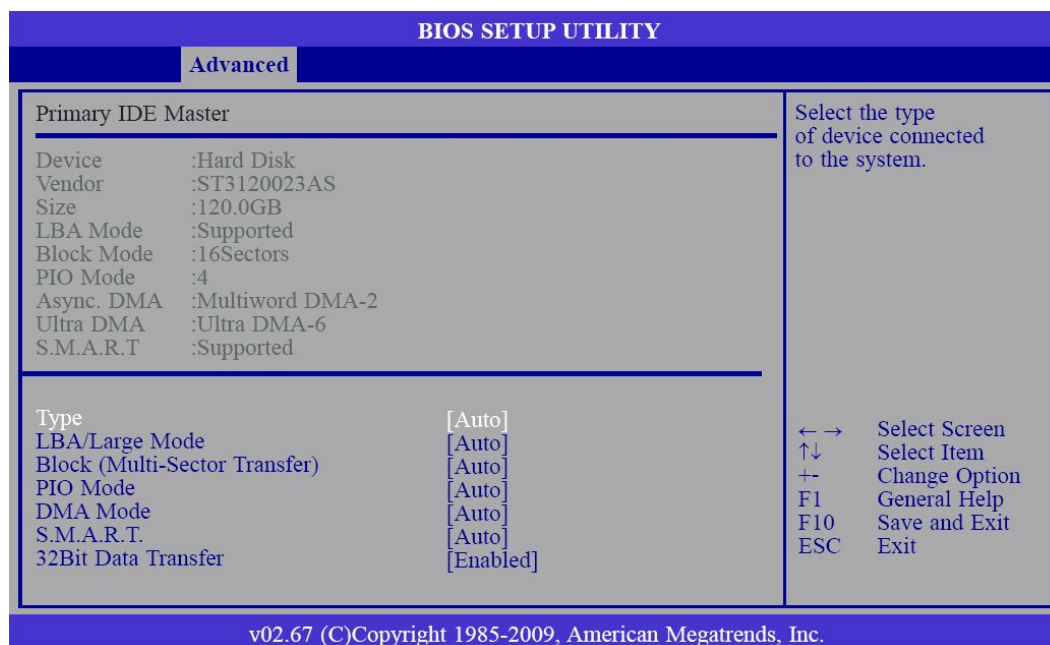 BIOS SETUP UTILITY
Advanced
Primary IDE Master
Device :Hard Disk
Vendor :ST3120023AS
Size :120.0GB
LBA Mode :Supported
Block Mode :16Sectors
PIO Mode :4
Async. DMA :Multiword DMA-2
Ultra DMA :Ultra DMA-6
S.M.A.R.T :Supported
Type [Auto]
LBA/Large Mode [Auto]
Block (Multi-Sector Transfer) [Auto]
PIO Mode [Auto]
DMA Mode [Auto]
S.M.A.R.T. [Auto]
32Bit Data Transfer [Enabled]
Select the type
of device connected
to the system.
←→ Select Screen
↑↓ Select Item
+- Change Option
F1 General Help
F10 Save and Exit
ESC Exit
v02.67 (C)Copyright 1985-2009, American Megatrends, Inc.